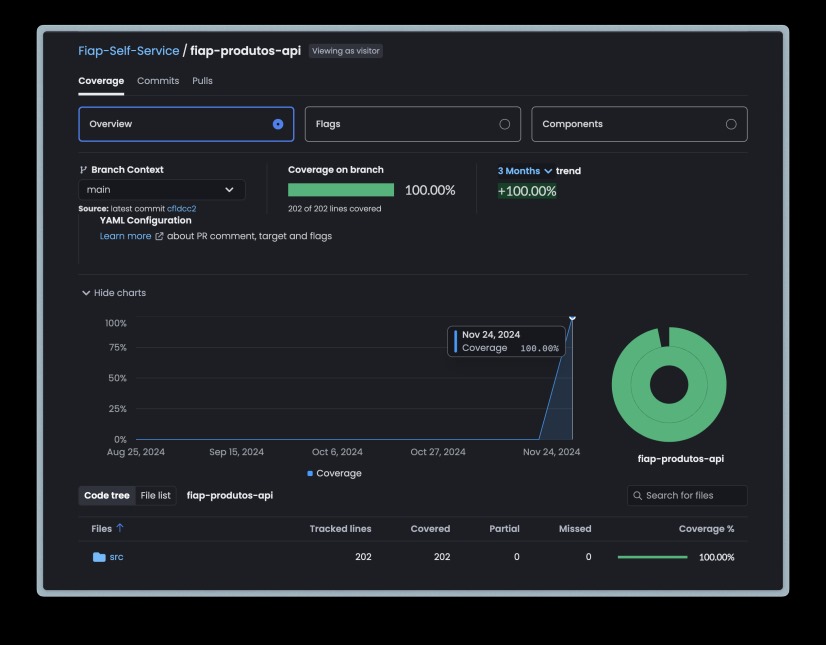 Fiap-Self-Service / fiap-produtos-api Viewing as visitor
Coverage Commits Pulls
Overview Flags Components
Branch Context
main
Source: latest commit cfldcc2
Coverage on branch
100.00%
202 of 202 lines covered
3 Months trend
+100.00%
YAML Configuration
Learn more about PR comment, target and flags
Hide charts
100%
75%
50%
25%
0%
Nov 24, 2024
Coverage 100.00%
Aug 25, 2024 Sep 15, 2024 Oct 6, 2024 Oct 27, 2024 Nov 24, 2024
Coverage
fiap-produtos-api
Code tree File list fiap-produtos-api Search for files
Files Tracked lines Covered Partial Missed Coverage %
src 202 202 0 0 100.00%